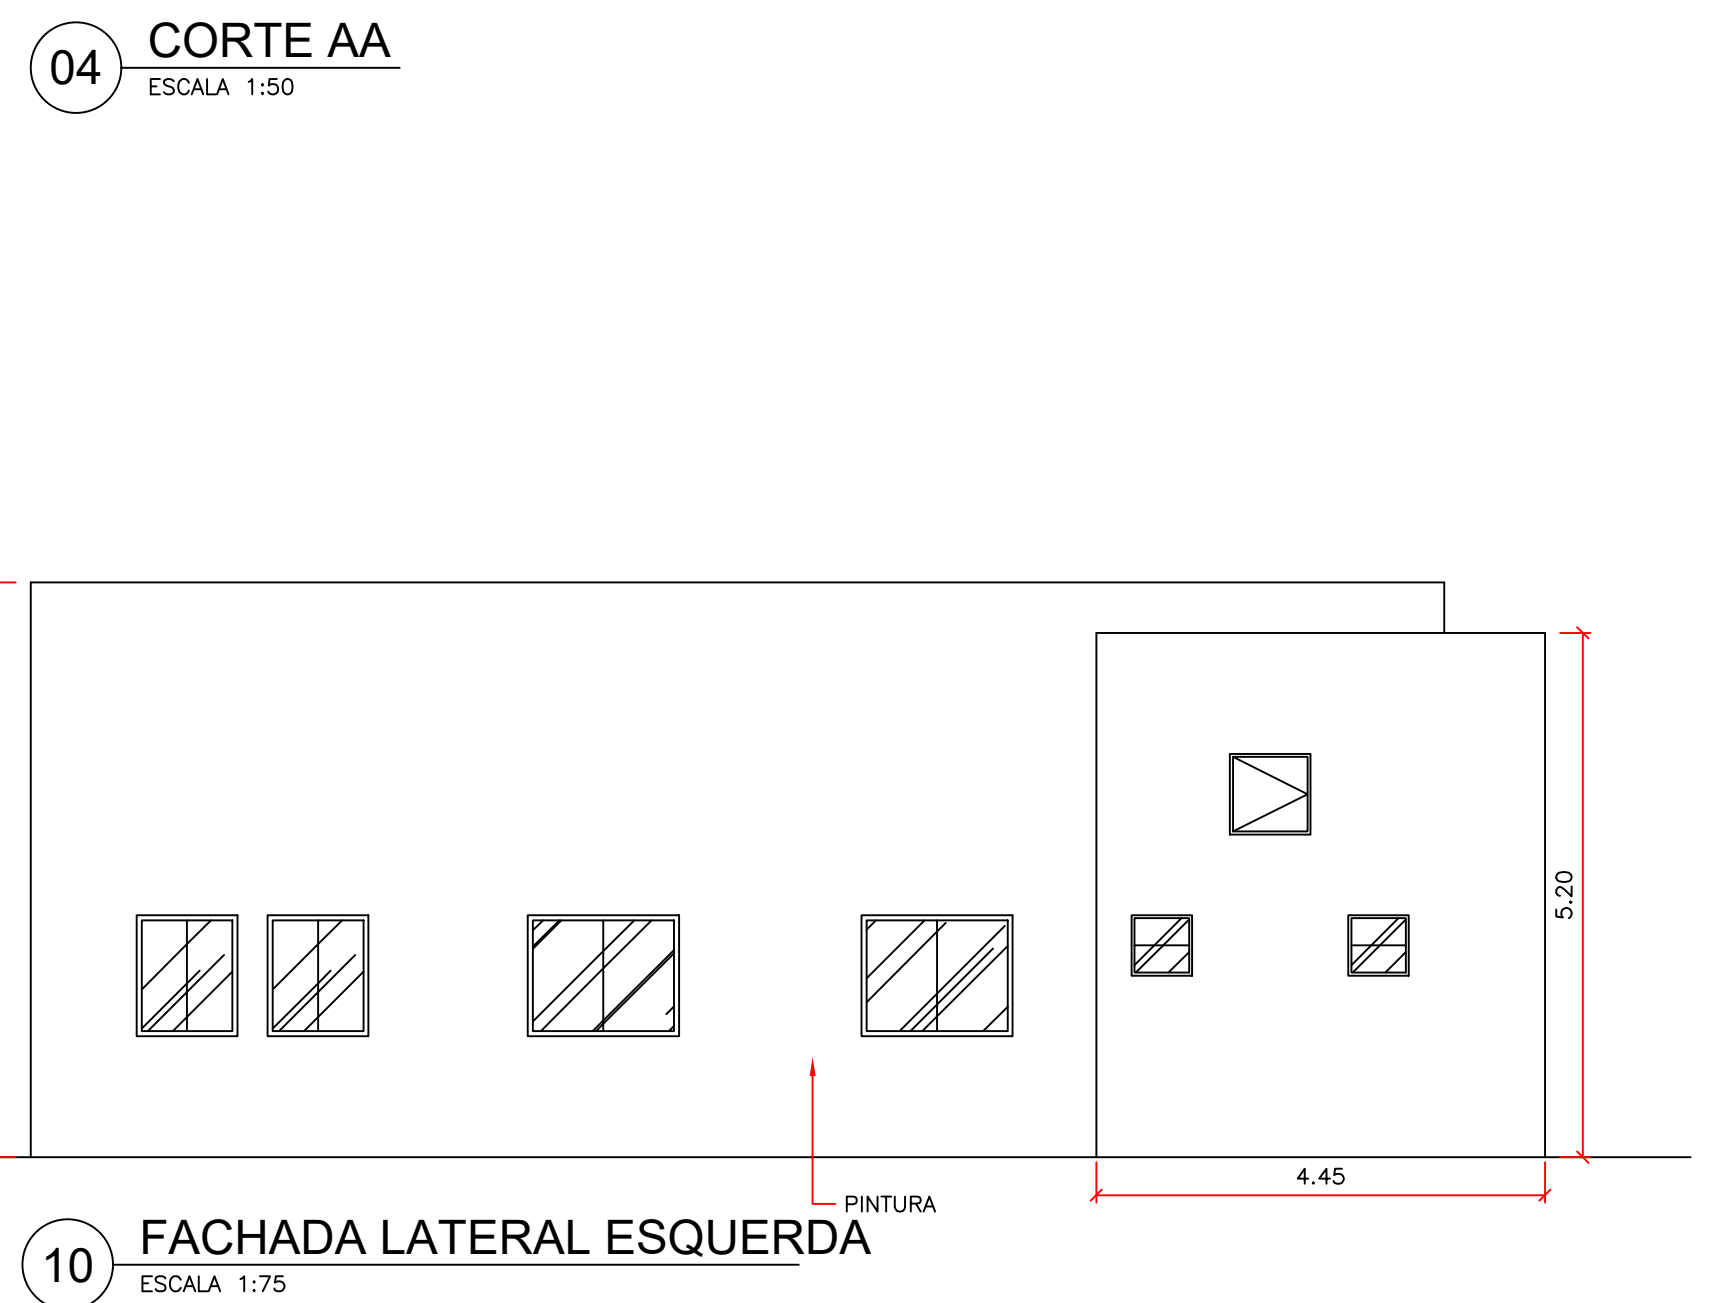 04
CORTE AA
ESCALA 1:50
5.20
4.45
PINTURA
10
FACHADA LATERAL ESQUERDA
ESCALA 1:75